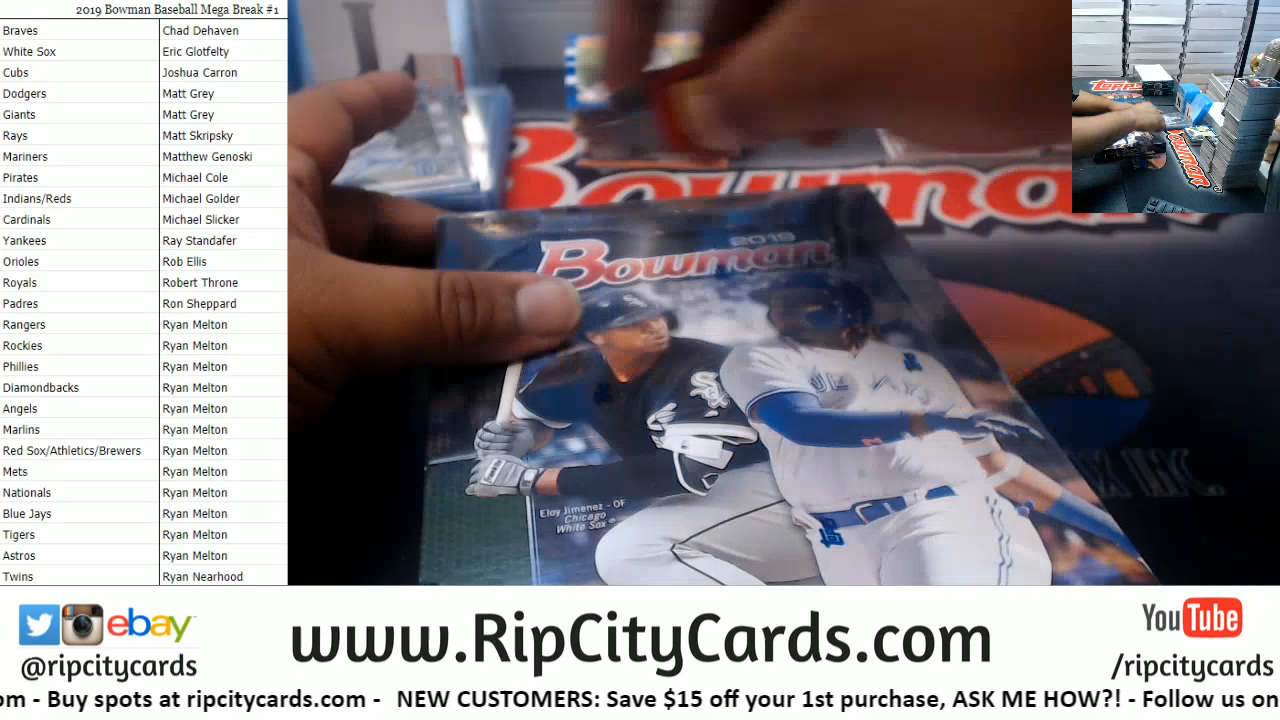 2019 Bowman Baseball Mega Break #1
Braves Chad Dehaven
White Sox Eric Glotfelty
Cubs Joshua Carron
Dodgers Matt Grey
Giants Matt Grey
Rays Matt Skripsky
Mariners Matthew Genoski
Pirates Michael Cole
Indians/Reds Michael Golder
Cardinals Michael Slicker
Yankees Ray Standafer
Orioles Rob Ellis
Royals Robert Throne
Padres Ron Sheppard
Rangers Ryan Melton
Rockies Ryan Melton
Phillies Ryan Melton
Diamondbacks Ryan Melton
Angels Ryan Melton
Marlins Ryan Melton
Red Sox/Athletics/Brewers Ryan Melton
Mets Ryan Melton
Nationals Ryan Melton
Blue Jays Ryan Melton
Tigers Ryan Melton
Astros Ryan Melton
Twins Ryan Nearhood
Bowman
2019
Bowman
Sox
Eloy Jimenez - OF
Chicago
White Sox
Topps
Bowman
ebay
@ripcitycards
www.RipCityCards.com
YouTube
/ripcitycards
om - Buy spots at ripcitycards.com - NEW CUSTOMERS: Save $15 off your 1st purchase, ASK ME HOW?! - Follow us on